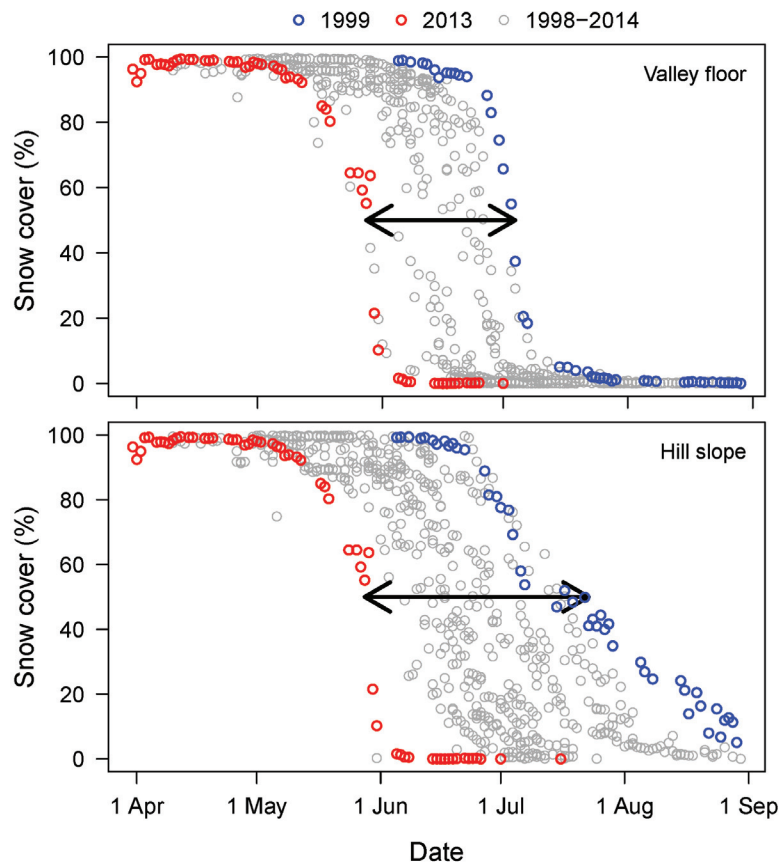 1999 2013 1998−2014
Valley floor
Snow cover (%)
100
80
60
40
20
0
Hill slope
Snow cover (%)
100
80
60
40
20
0
1 Apr 1 May 1 Jun 1 Jul 1 Aug 1 Sep
Date